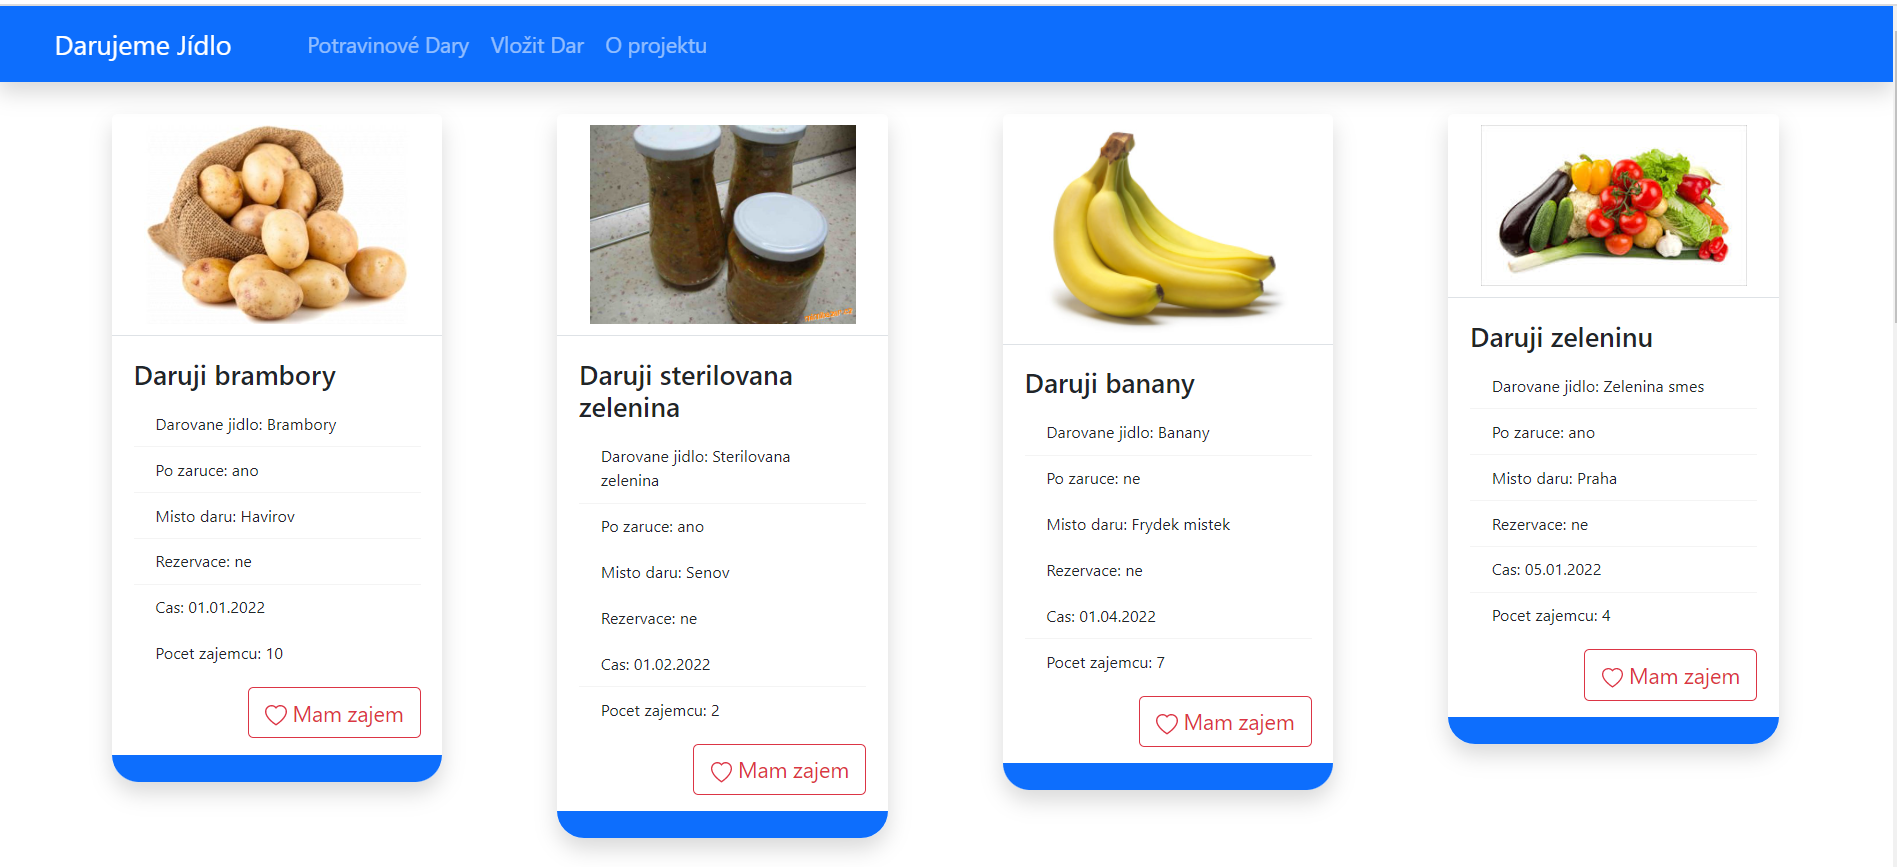 Darujeme Jídlo
Potravinové Dary
Vložit Dar
O projektu
Daruji brambory
Darovane jidlo: Brambory
Po zaruce: ano
Misto daru: Havirov
Rezervace: ne
Cas: 01.01.2022
Pocet zajemcu: 10
Mam zajem
Daruji sterilovana
zelenina
Darovane jidlo: Sterilovana
zelenina
Po zaruce: ano
Misto daru: Senov
Rezervace: ne
Cas: 01.02.2022
Pocet zajemcu: 2
Mam zajem
Daruji banany
Darovane jidlo: Banany
Po zaruce: ne
Misto daru: Frydek mistek
Rezervace: ne
Cas: 01.04.2022
Pocet zajemcu: 7
Mam zajem
Daruji zeleninu
Darovane jidlo: Zelenina smes
Po zaruce: ano
Misto daru: Praha
Rezervace: ne
Cas: 05.01.2022
Pocet zajemcu: 4
Mam zajem